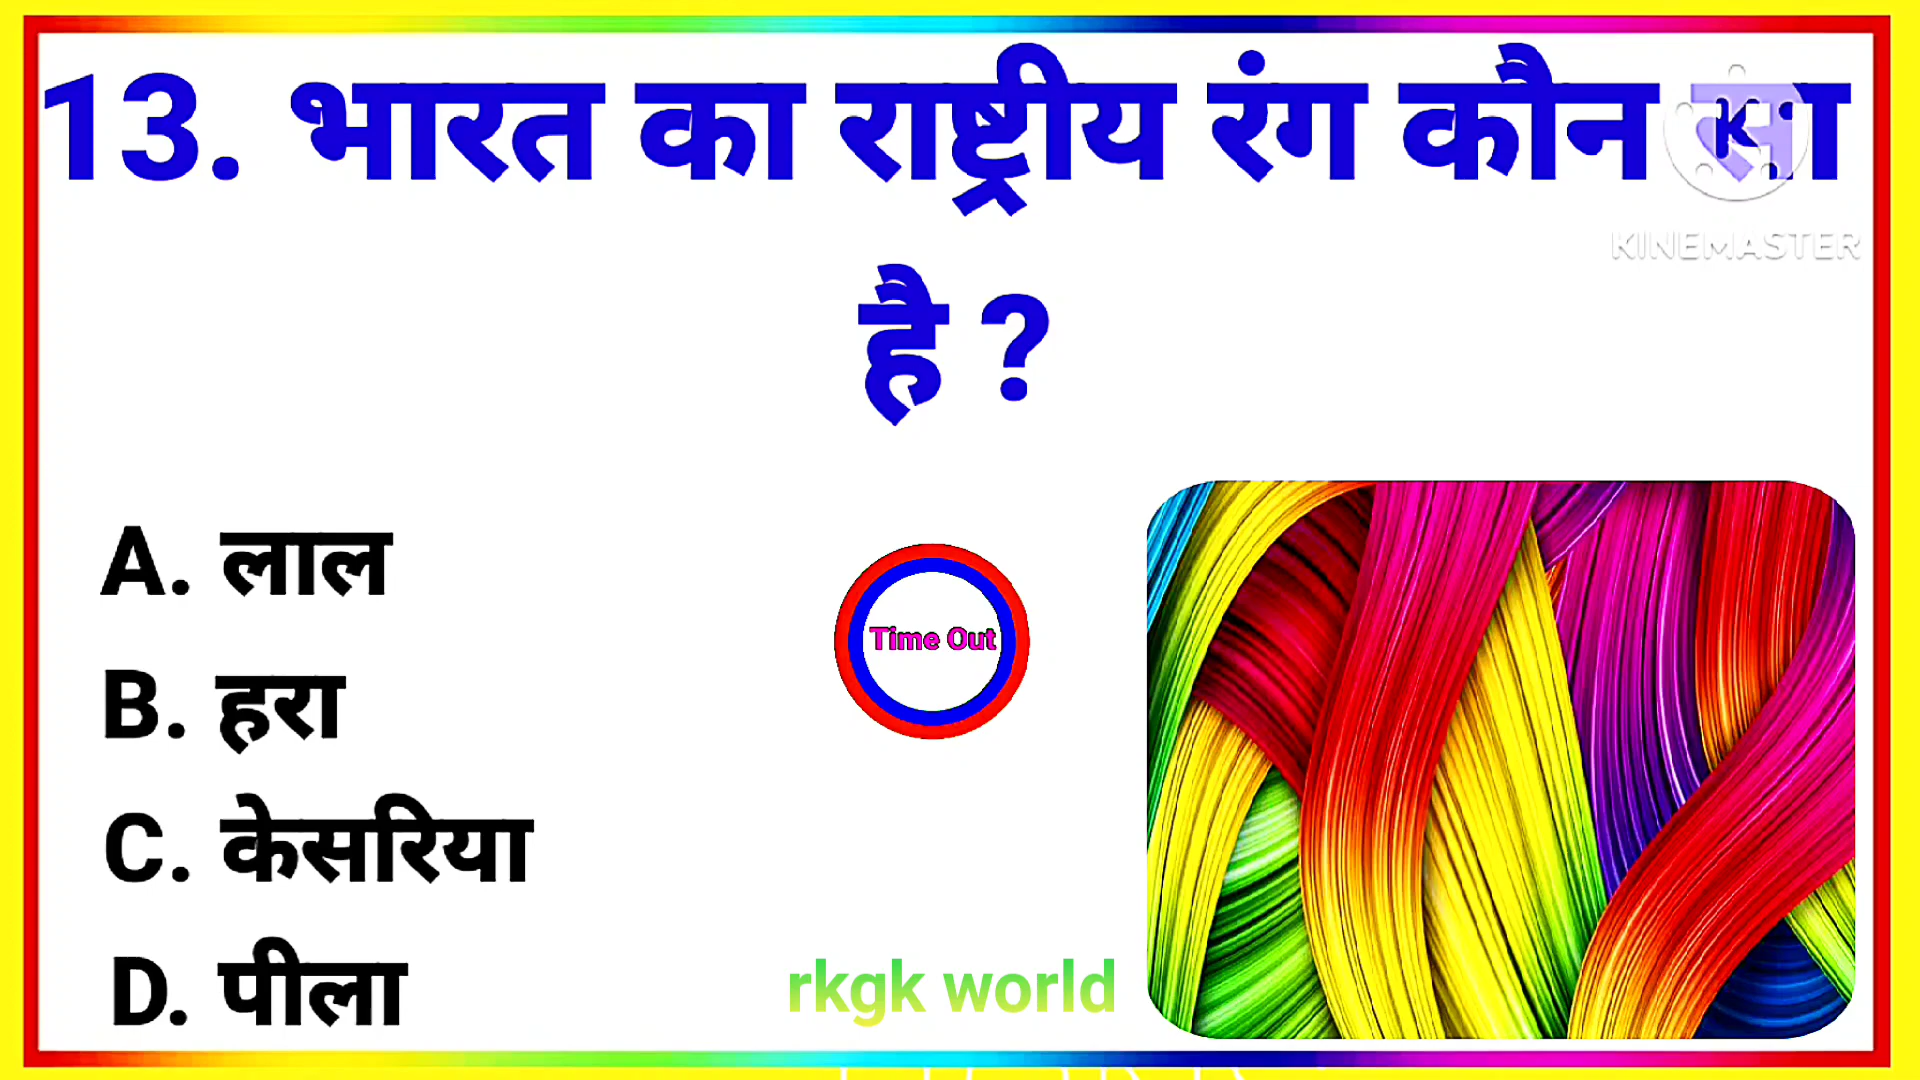 13. भारत का राष्ट्रीय रंग कौन सा
है ?
K
KINEMASTER
A. लाल
B. हरा
C. केसरिया
D. पीला
Time Out
rkgk world